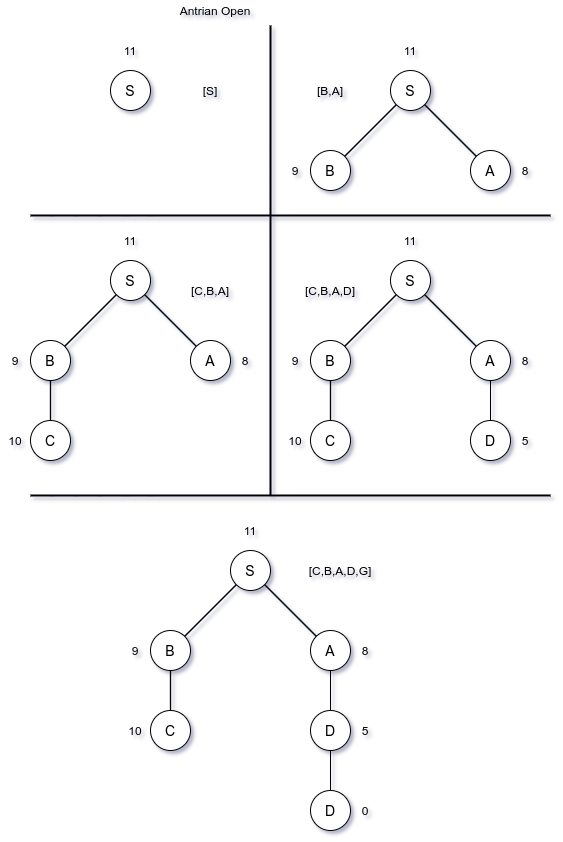 Antrian Open
11
S
[S]
11
[B,A]
S
9
B
A
8
11
S
[C,B,A]
9
B
A
8
10
C
11
S
[C,B,A,D]
9
B
A
8
10
C
D
5
11
S
[C,B,A,D,G]
9
B
A
8
10
C
D
5
D
0